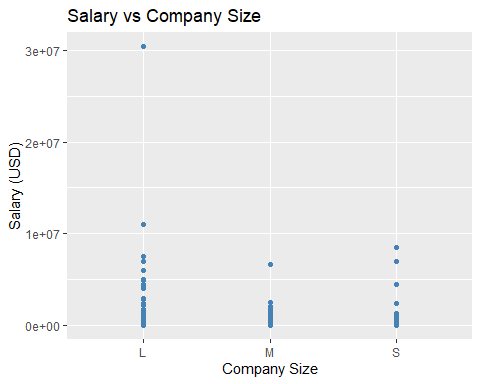 Salary vs Company Size
3e+07
2e+07
1e+07
0e+00
Salary (USD)
L M S
Company Size